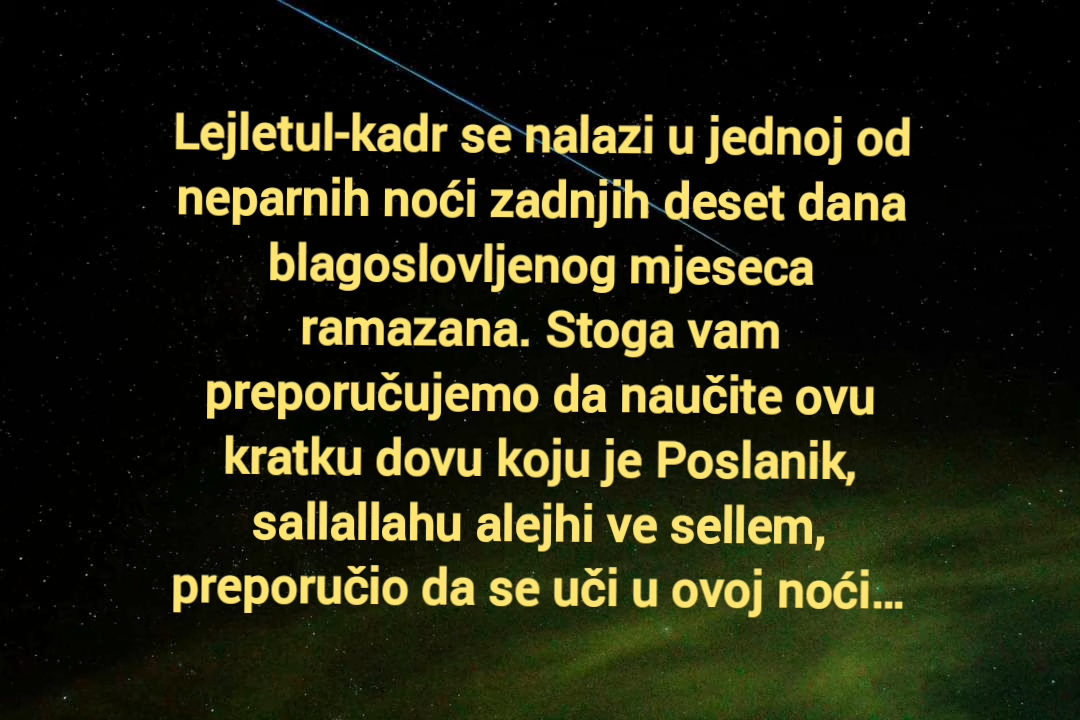 Lejletul-kadr se nalazi u jednoj od
neparnih noći zadnjih deset dana
blagoslovljenog mjeseca
ramazana. Stoga vam
preporučujemo da naučite ovu
kratku dovu koju je Poslanik,
sallallahu alejhi ve sellem,
preporučio da se uči u ovoj noći...